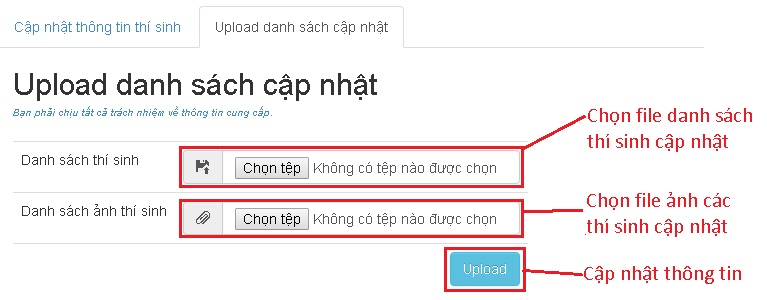 Cập nhật thông tin thí sinh
Upload danh sách cập nhật
Upload danh sách cập nhật
Bạn phải chịu tất cả trách nhiệm về thông tin cung cấp.
Chọn file danh sách
thí sinh cập nhật
Danh sách thí sinh
Chọn tệp Không có tệp nào được chọn
Chọn file ảnh các
thí sinh cập nhật
Danh sách ảnh thí sinh
Chọn tệp Không có tệp nào được chọn
Upload
Cập nhật thông tin